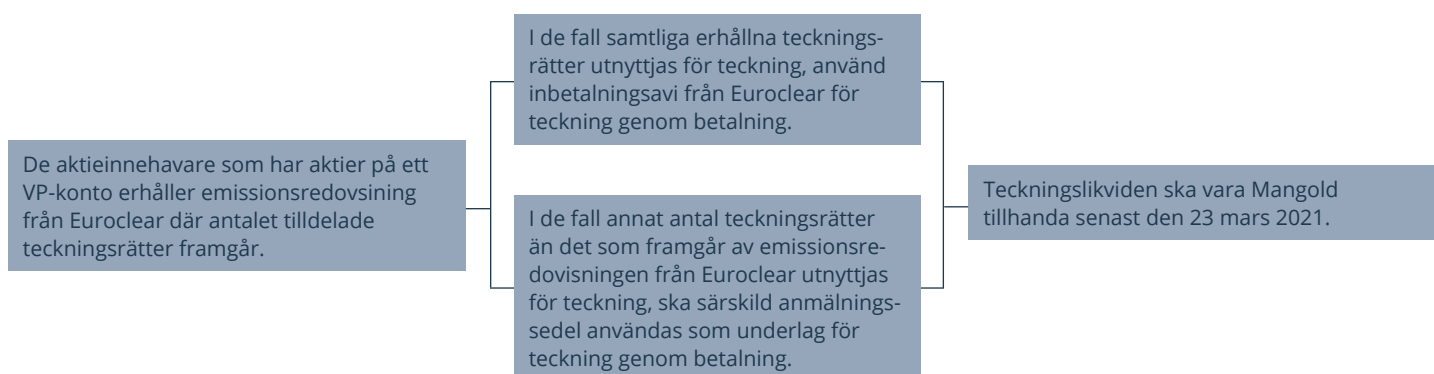 De aktieinnehavare som har aktier på ett
VP-konto erhåller emissionsredovsining
från Euroclear där antalet tilldelade
teckningsrätter framgår.
I de fall samtliga erhållna tecknings-
rätter utnyttjas för teckning, använd
inbetalningsavi från Euroclear för
teckning genom betalning.
I de fall annat antal teckningsrätter
än det som framgår av emissionsre-
dovisningen från Euroclear utnyttjas
för teckning, ska särskild anmälnings-
sedel användas som underlag för
teckning genom betalning.
Teckningslikviden ska vara Mangold
tillhanda senast den 23 mars 2021.